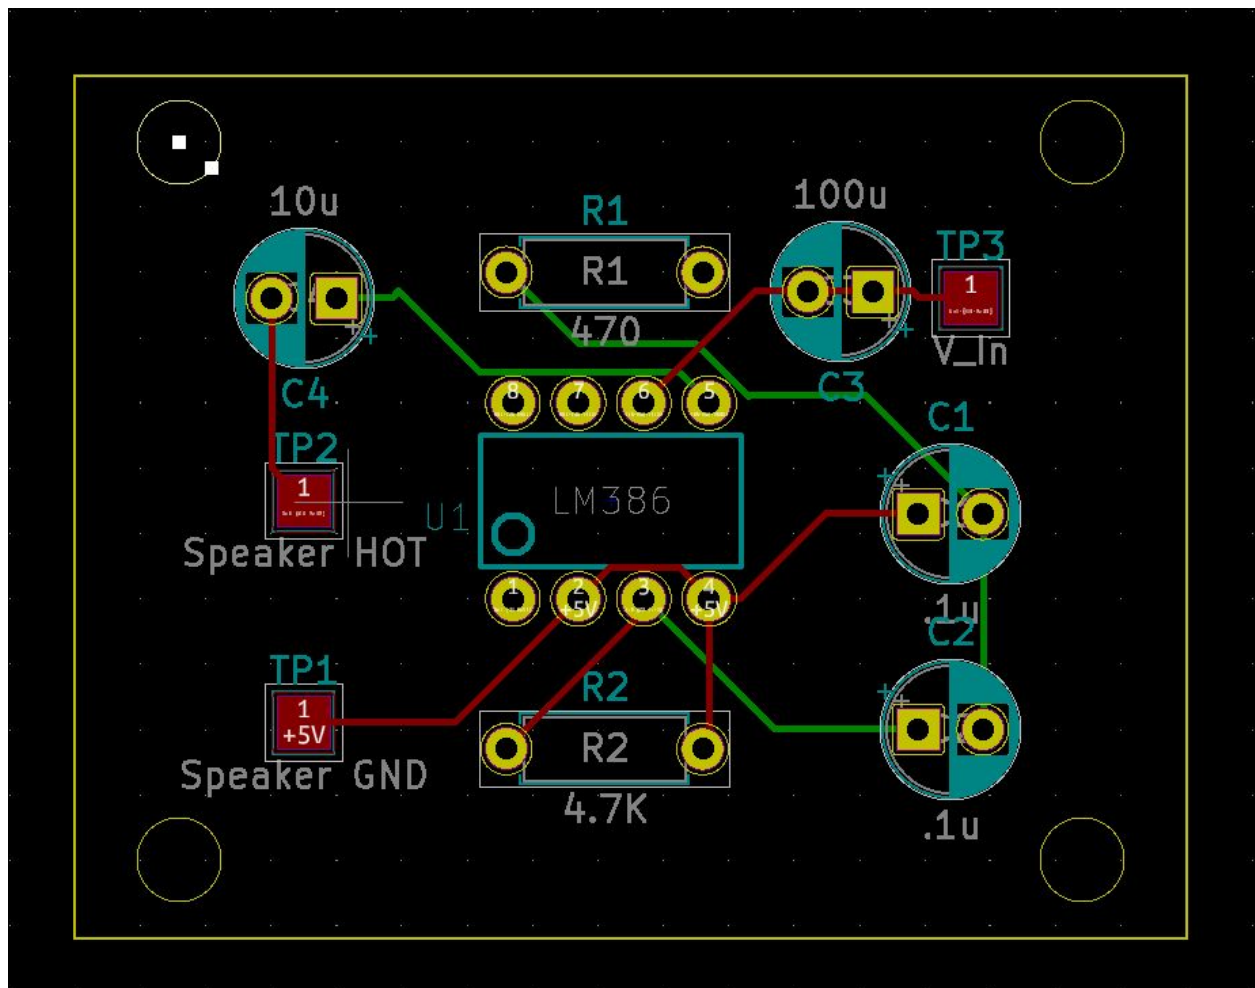 10u
R1
100u
TP3
R1
1
470
V_In
C4
C3
8
7
6
5
C1
TP2
1
U1
LM386
Speaker HOT
1
2
+5V
3
4
+5V
.1u
C2
TP1
R2
1
+5V
R2
Speaker GND
4.7K
.1u